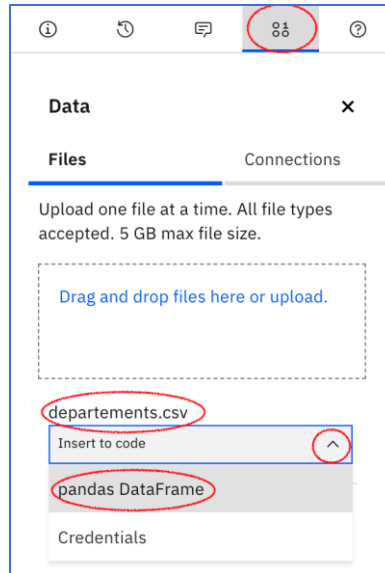 Data
Files Connections
Upload one file at a time. All file types
accepted. 5 GB max file size.
Drag and drop files here or upload.
departements.csv
Insert to code
pandas DataFrame
Credentials